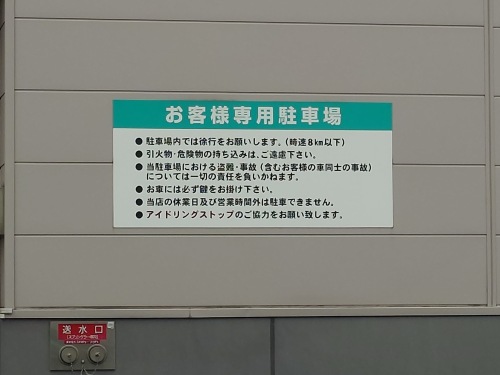 お客様専用駐車場
●駐車場内では徐行をお願いします。(時速8km以下)
●引火物・危険物の持ち込みは、ご遠慮下さい。
●当駐車場における盗難・事故(含むお客様の車同士の事故)
については一切の責任を負いかねます。
●お車には必ず鍵をお掛け下さい。
●当店の休業日及び営業時間外は駐車できません。
●アイドリングストップのご協力をお願い致します。
送水口